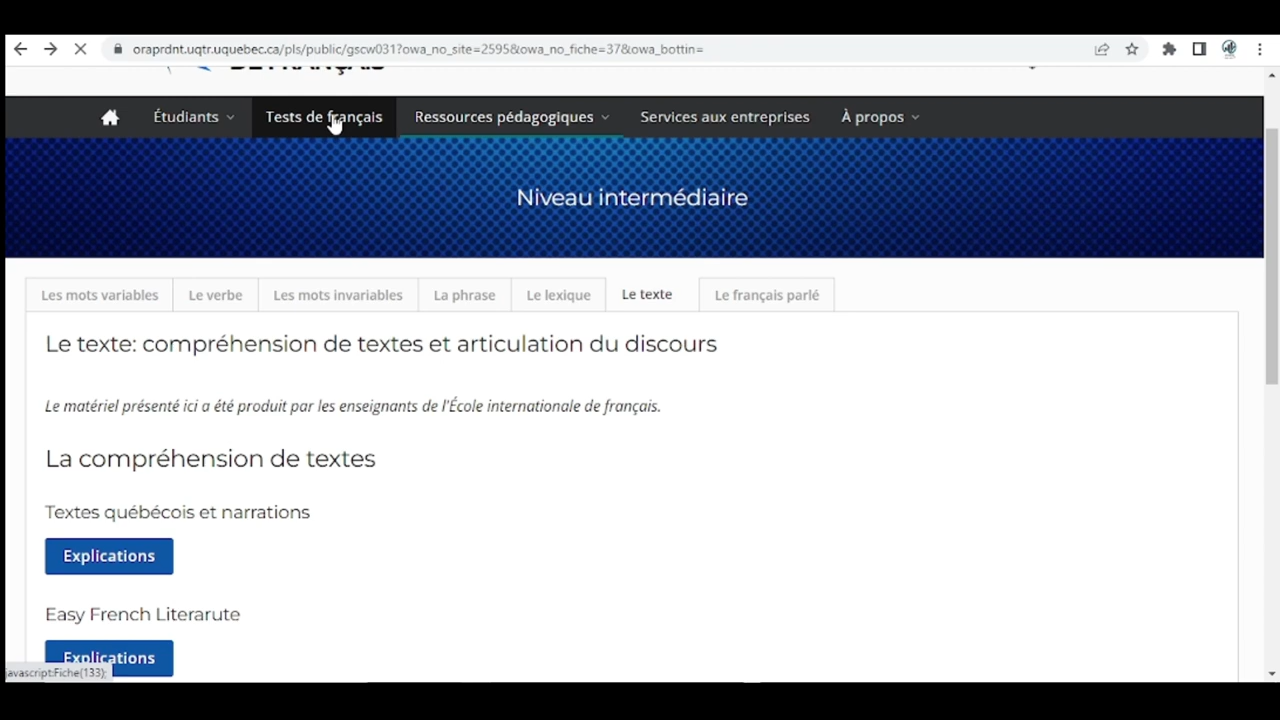 oraprdnt.uqtr.uquebec.ca/pls/public/gscw031?owa_no_site=2595&owa_no_fiche=37&owa_bottin=
DE FRANÇAIS
Étudiants Tests de français Ressources pédagogiques Services aux entreprises À propos
Niveau intermédiaire
Les mots variables Le verbe Les mots invariables La phrase Le lexique Le texte Le français parlé
Le texte: compréhension de textes et articulation du discours
Le matériel présenté ici a été produit par les enseignants de l'École internationale de français.
La compréhension de textes
Textes québécois et narrations
Explications
Easy French Literarute
Explications
javascript:Fiche(133);